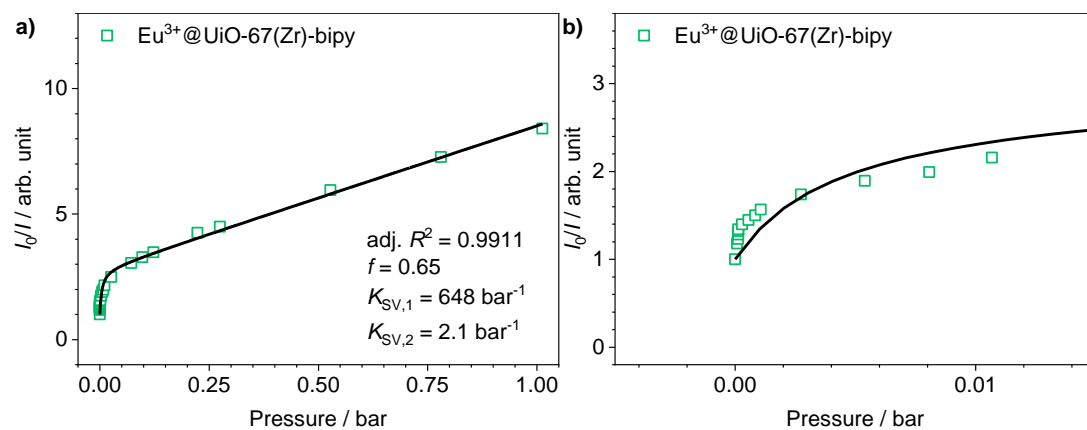 a)
Eu³⁺@UiO-67(Zr)-bipy
10
5
0
I₀/I / arb. unit
adj. R² = 0.9911
f = 0.65
K_SV,1 = 648 bar⁻¹
K_SV,2 = 2.1 bar⁻¹
0.00 0.25 0.50 0.75 1.00
Pressure / bar
b)
Eu³⁺@UiO-67(Zr)-bipy
3
2
1
0
I₀/I / arb. unit
0.00 0.01
Pressure / bar